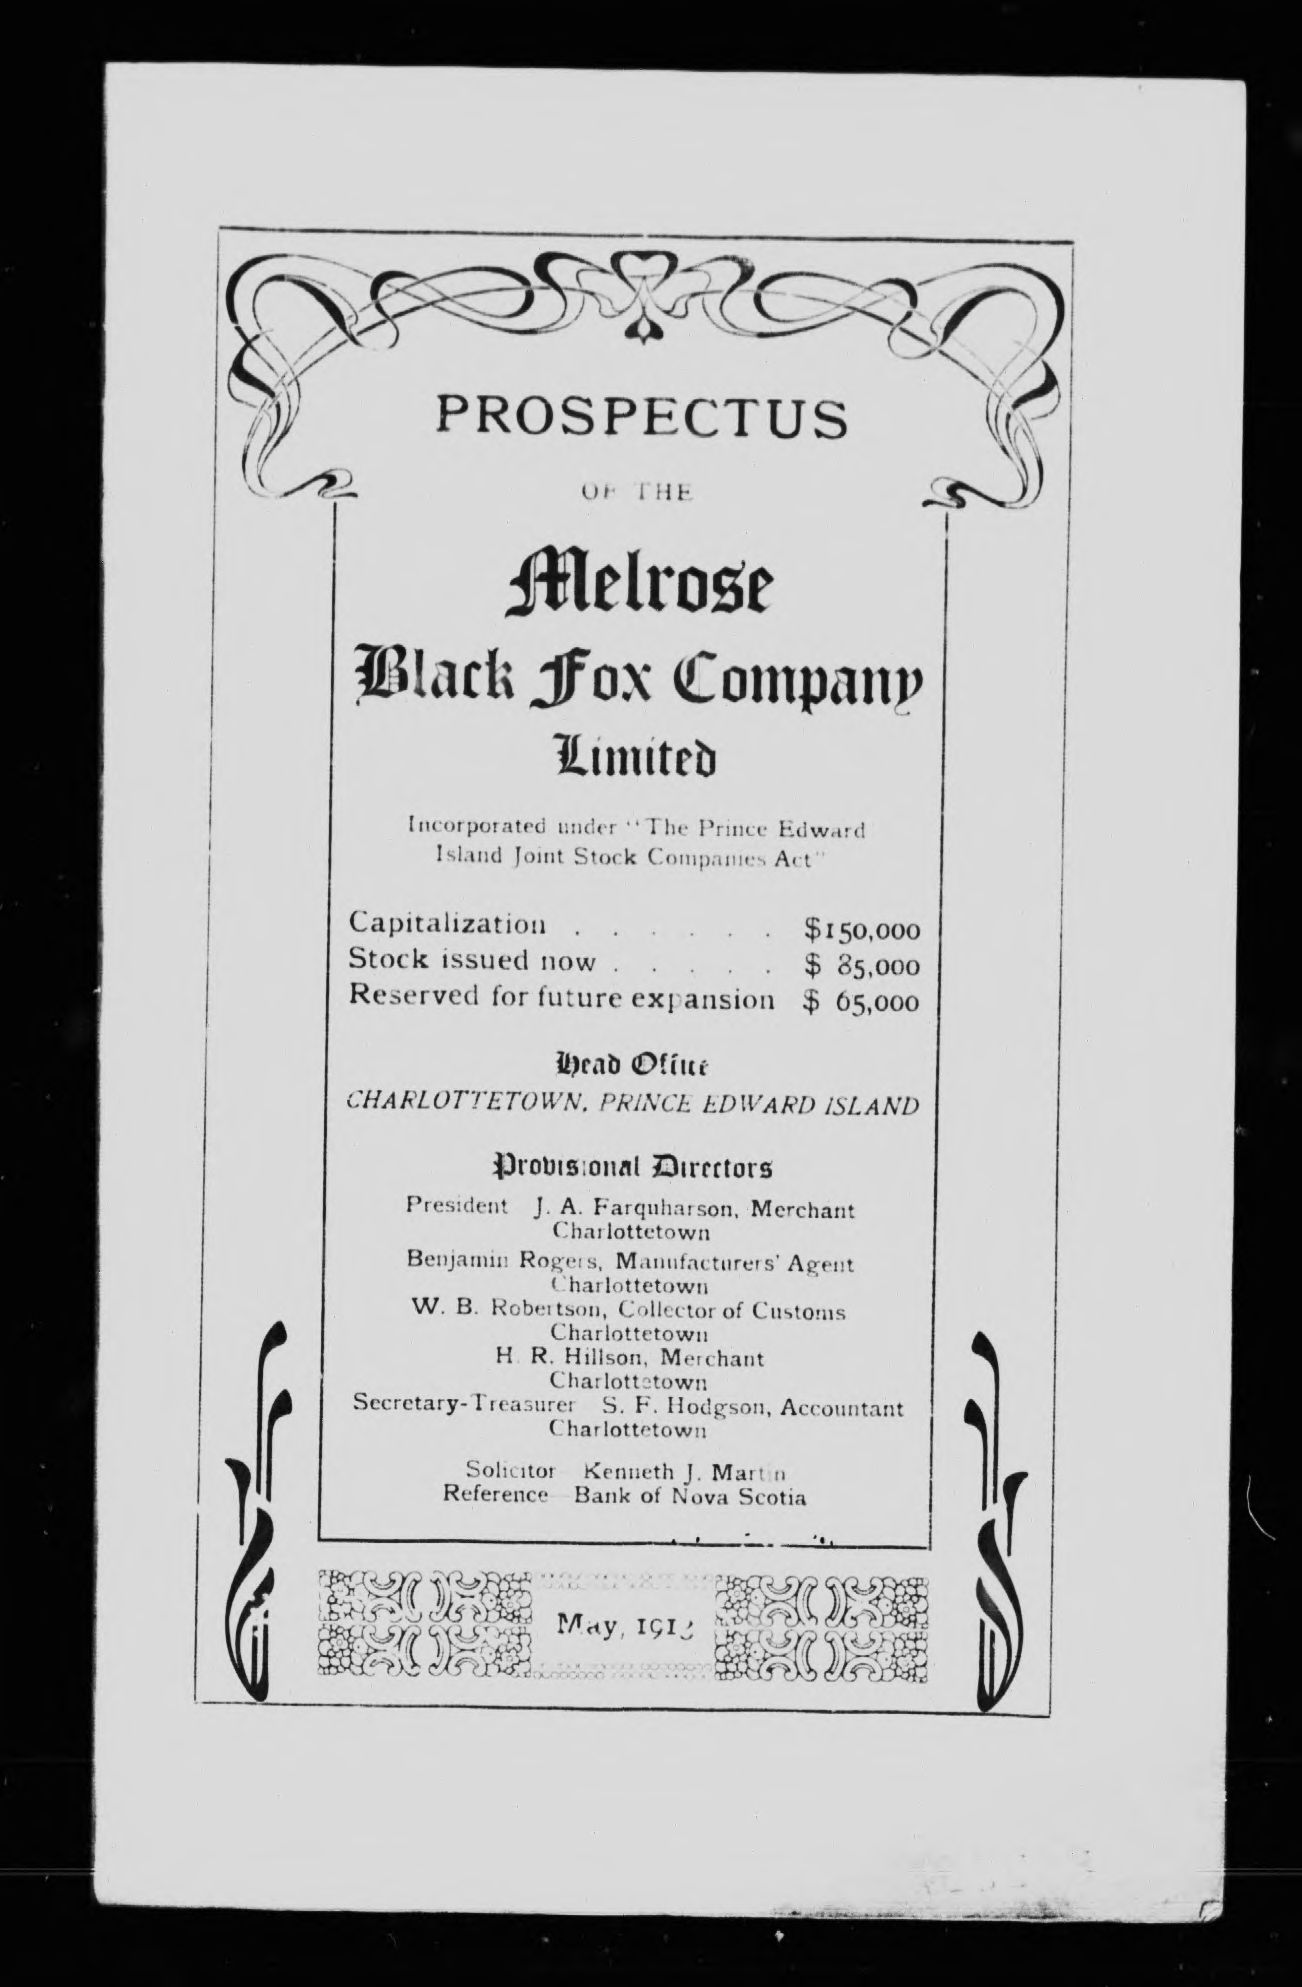 PROSPECTUS
OF THE
Melrose
Black Fox Company
Limited
Incorporated under "The Prince Edward
Island Joint Stock Companies Act"
Capitalization . . . . . . $150,000
Stock issued now . . . . . $ 85,000
Reserved for future expansion $ 65,000
Head Office
CHARLOTTETOWN, PRINCE EDWARD ISLAND
Provisional Directors
President J. A. Farquharson, Merchant
Charlottetown
Benjamin Rogers, Manufacturers' Agent
Charlottetown
W. B. Robertson, Collector of Customs
Charlottetown
H. R. Hillson, Merchant
Charlottetown
Secretary-Treasurer S. F. Hodgson, Accountant
Charlottetown
Solicitor Kenneth J. Martin
Reference Bank of Nova Scotia
May, 1913